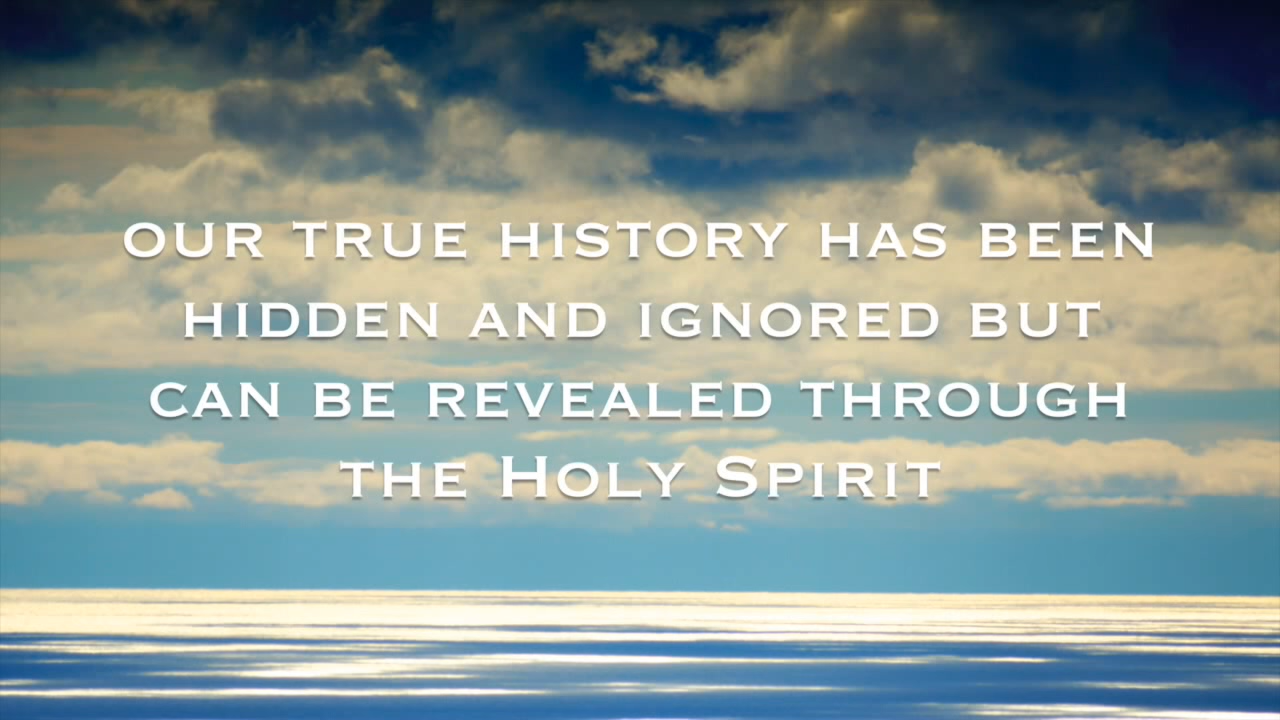 OUR TRUE HISTORY HAS BEEN
HIDDEN AND IGNORED BUT
CAN BE REVEALED THROUGH
THE HOLY SPIRIT